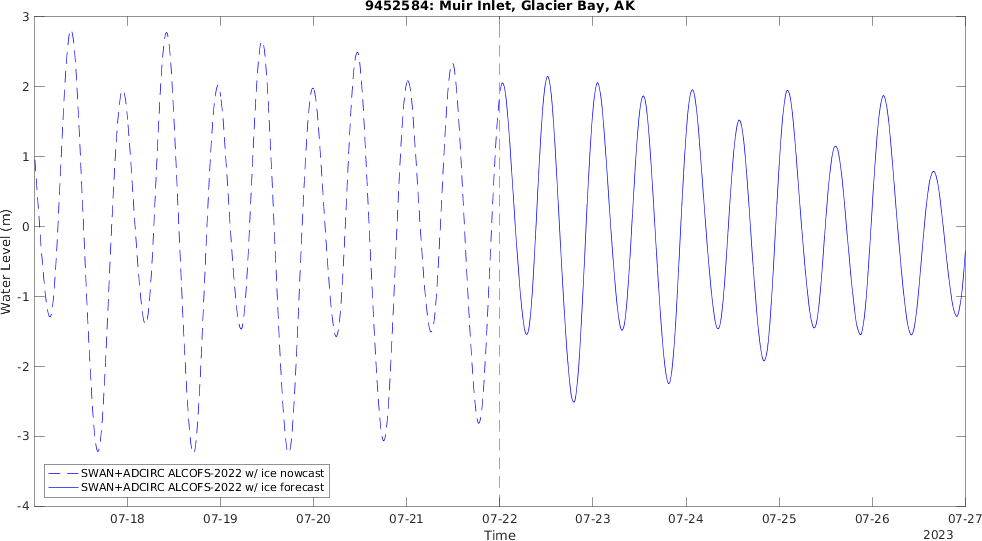 9452584: Muir Inlet, Glacier Bay, AK
3
2
1
0
-1
-2
-3
-4
Water Level (m)
SWAN+ADCIRC ALCOFS-2022 w/ ice nowcast
SWAN+ADCIRC ALCOFS-2022 w/ ice forecast
07-18 07-19 07-20 07-21 07-22 07-23 07-24 07-25 07-26 07-27
Time
2023